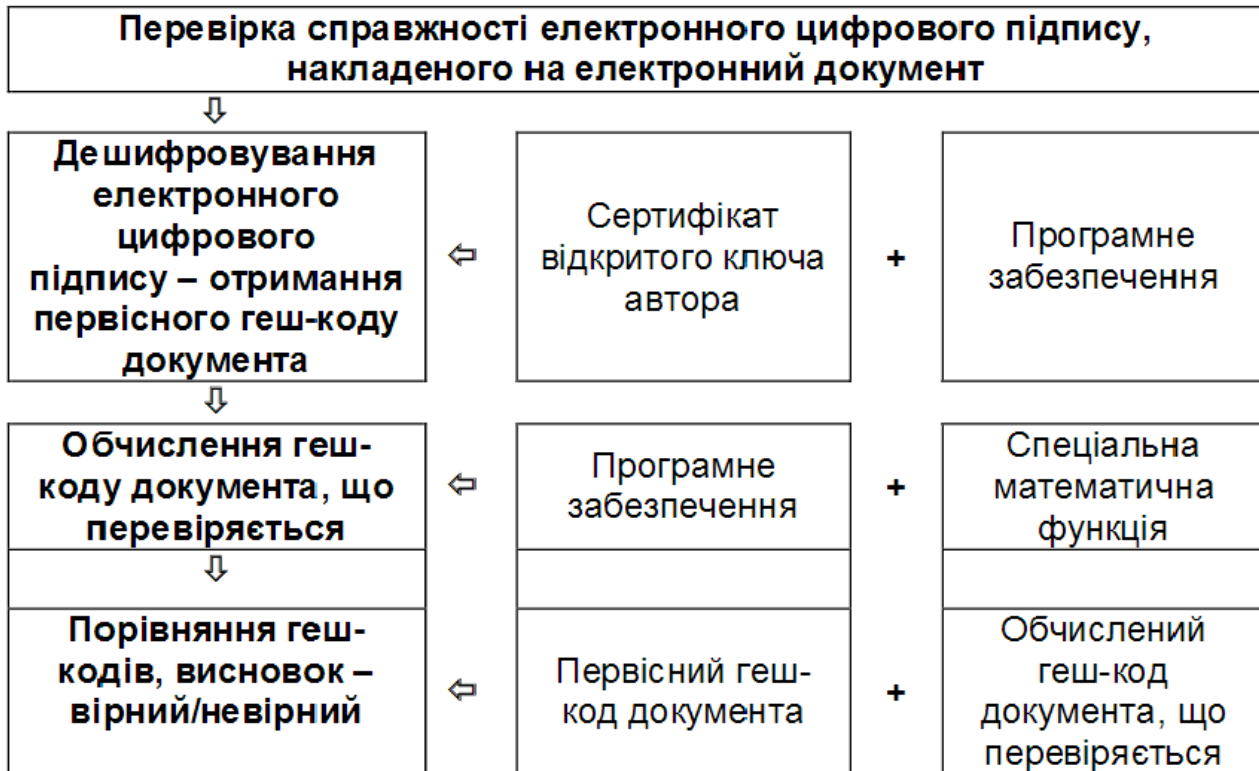 Перевірка справжності електронного цифрового підпису,
накладеного на електронний документ
⇩
Дешифровування
електронного
цифрового
підпису – отримання
первісного геш-коду
документа
⇦
Сертифікат
відкритого ключа
автора
+
Програмне
забезпечення
⇩
Обчислення геш-
коду документа, що
перевіряється
⇦
Програмне
забезпечення
+
Спеціальна
математична
функція
⇩
Порівняння геш-
кодів, висновок –
вірний/невірний
⇦
Первісний геш-
код документа
+
Обчислений
геш-код
документа, що
перевіряється